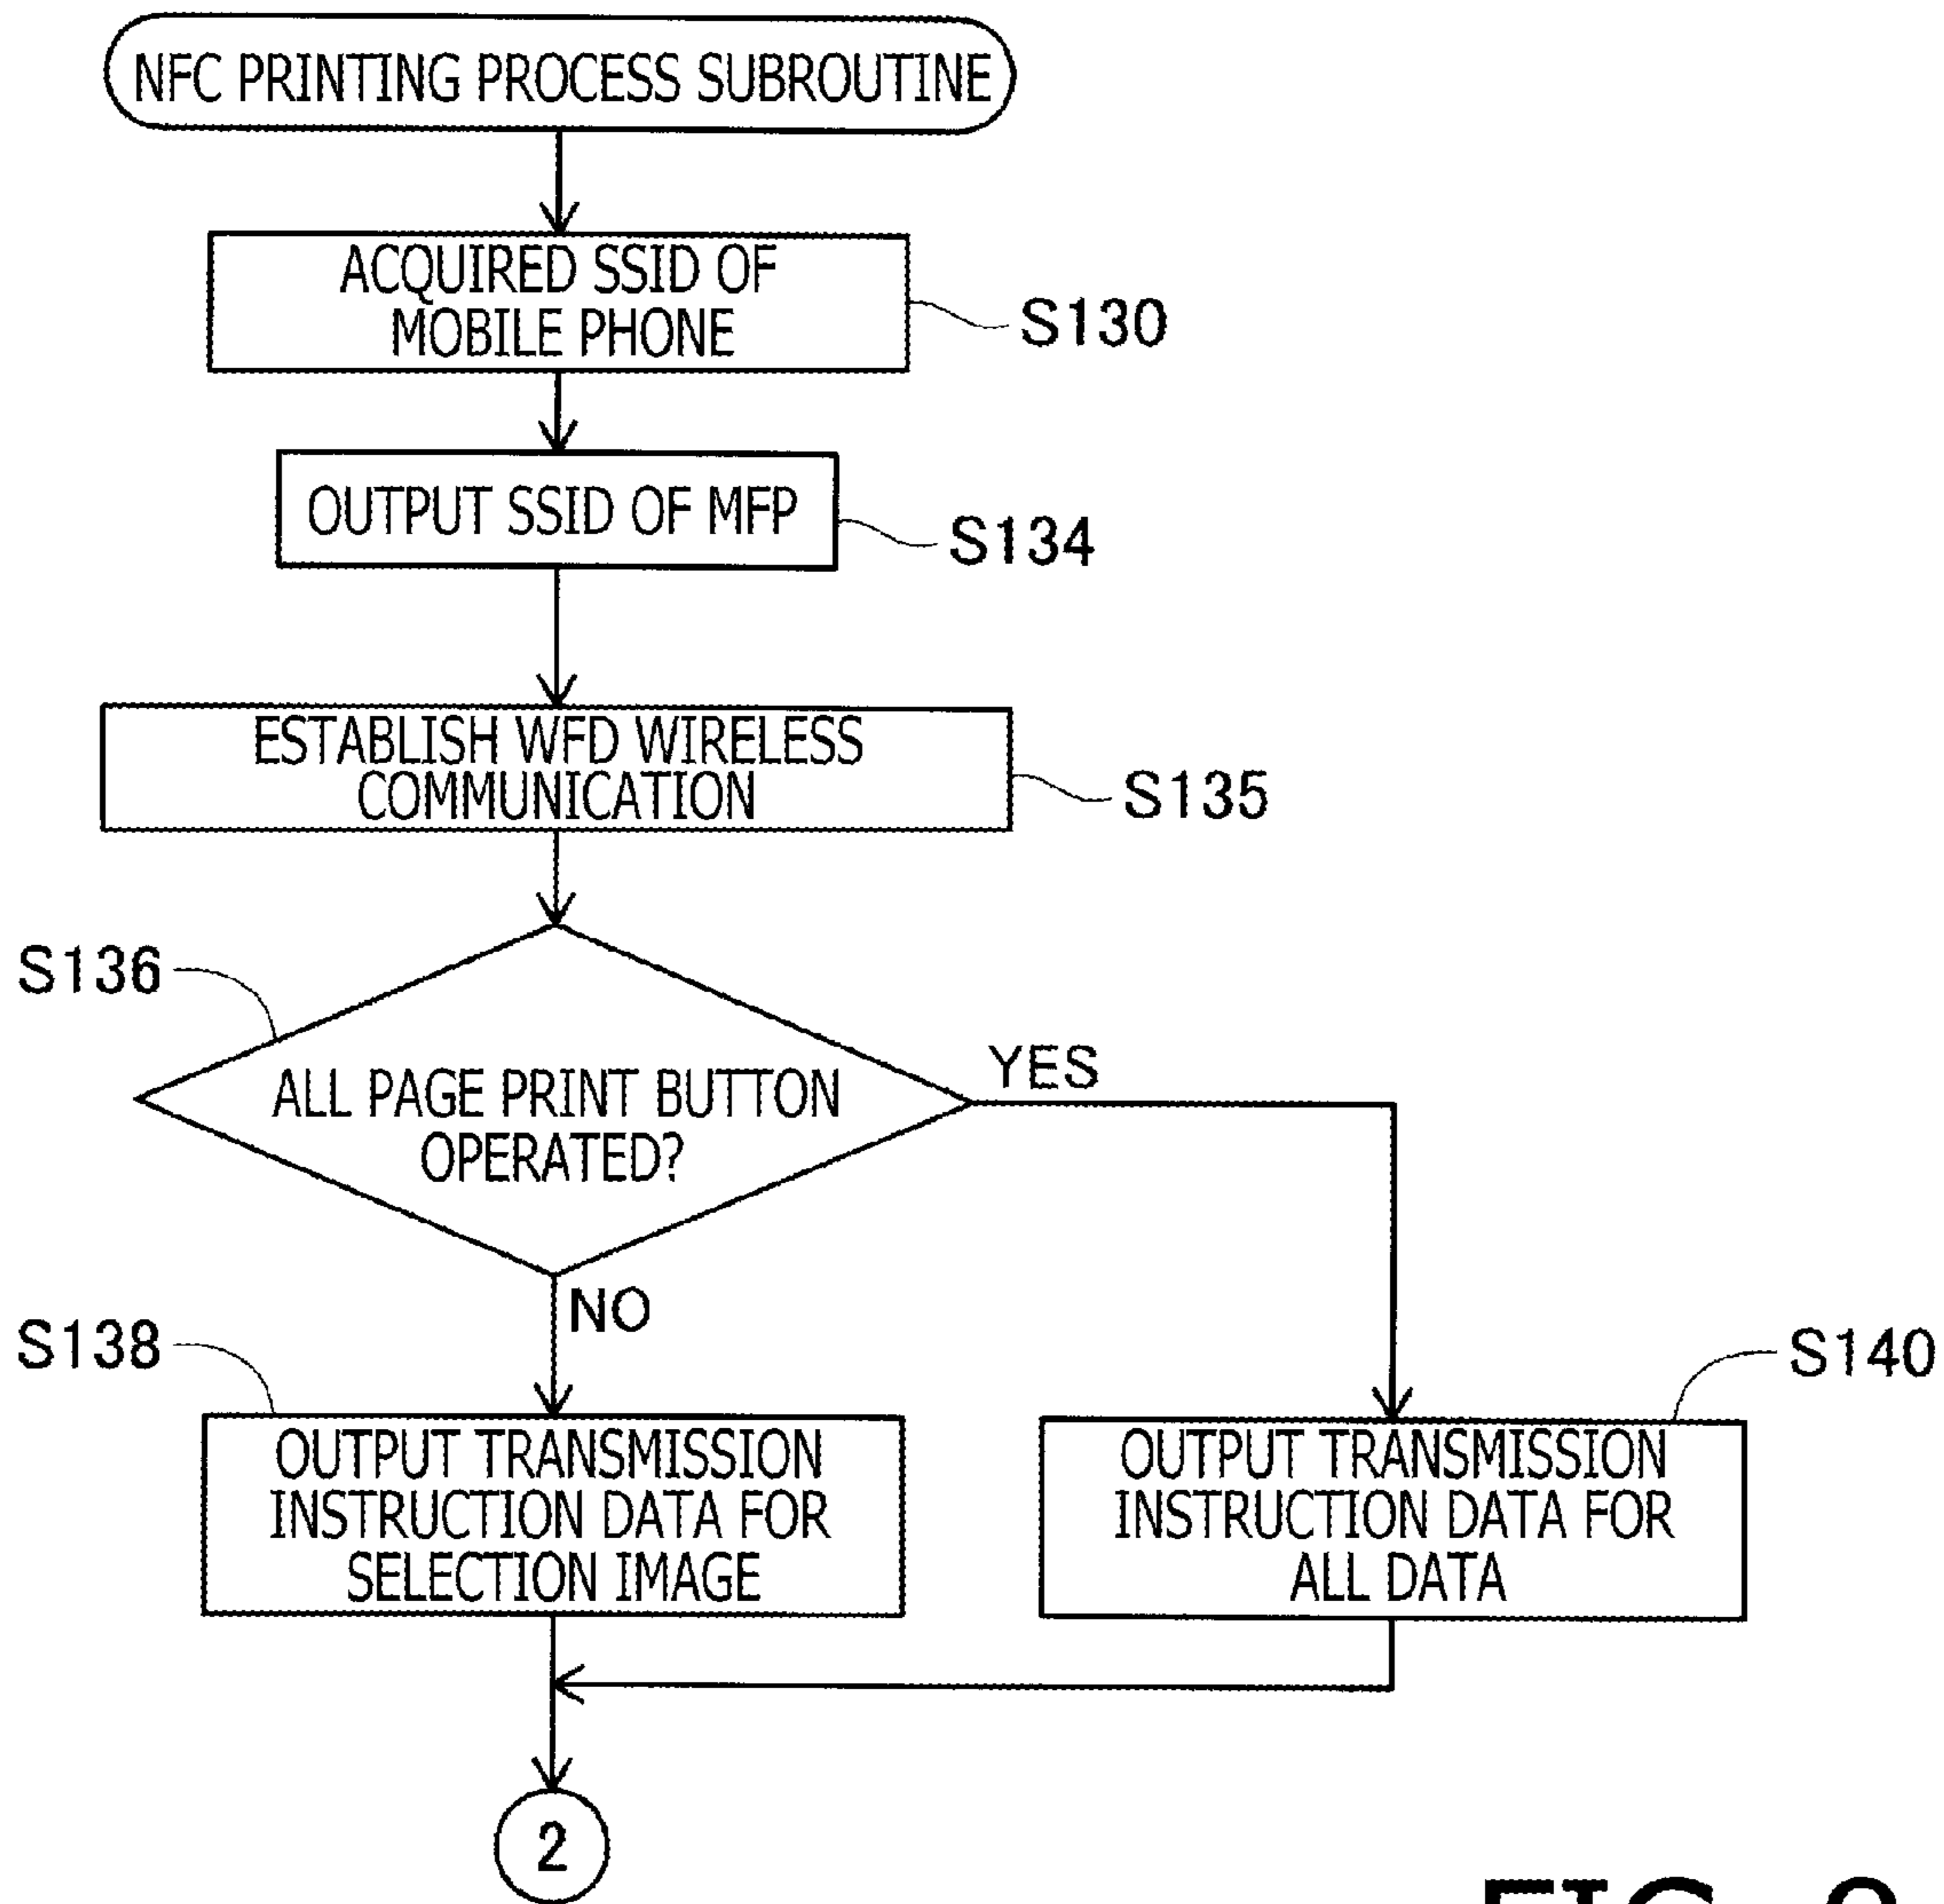 NFC PRINTING PROCESS SUBROUTINE
ACQUIRED SSID OF
MOBILE PHONE
S130
OUTPUT SSID OF MFP
S134
ESTABLISH WFD WIRELESS
COMMUNICATION
S135
S136
ALL PAGE PRINT BUTTON
OPERATED?
YES
NO
S138
OUTPUT TRANSMISSION
INSTRUCTION DATA FOR
SELECTION IMAGE
S140
OUTPUT TRANSMISSION
INSTRUCTION DATA FOR
ALL DATA
2